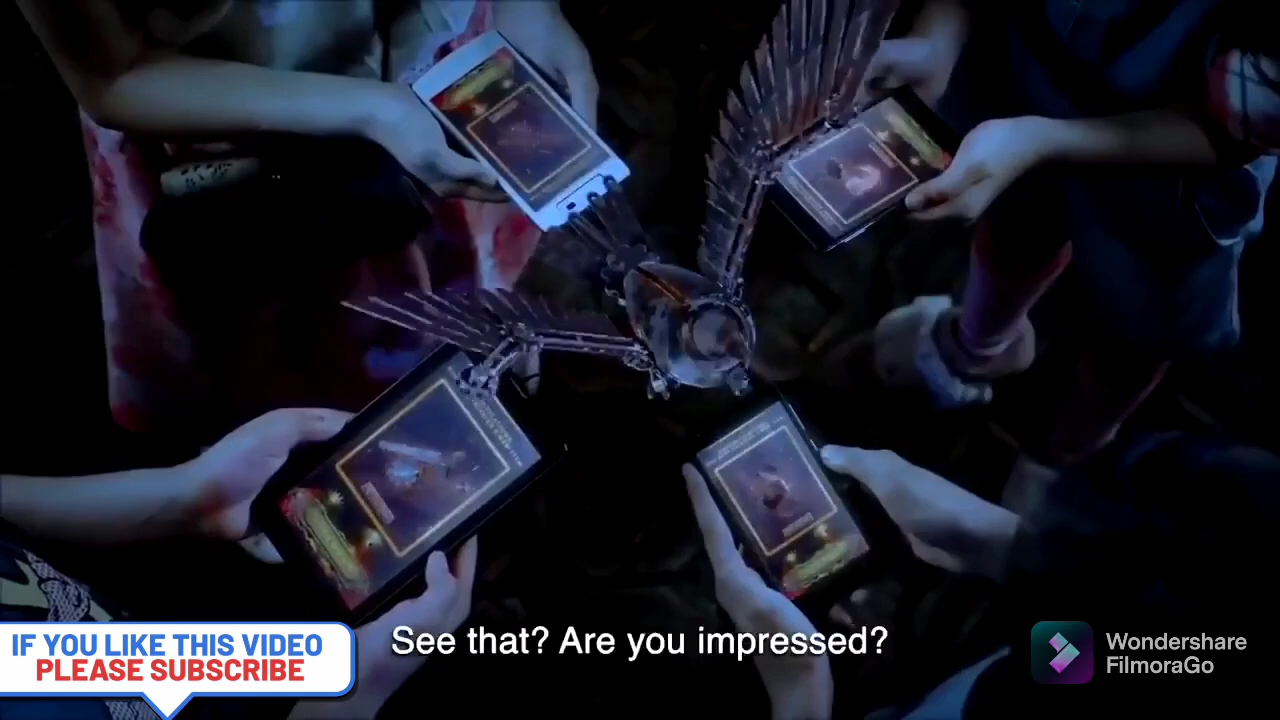 IF YOU LIKE THIS VIDEO
PLEASE SUBSCRIBE
See that? Are you impressed?
Wondershare
FilmoraGo